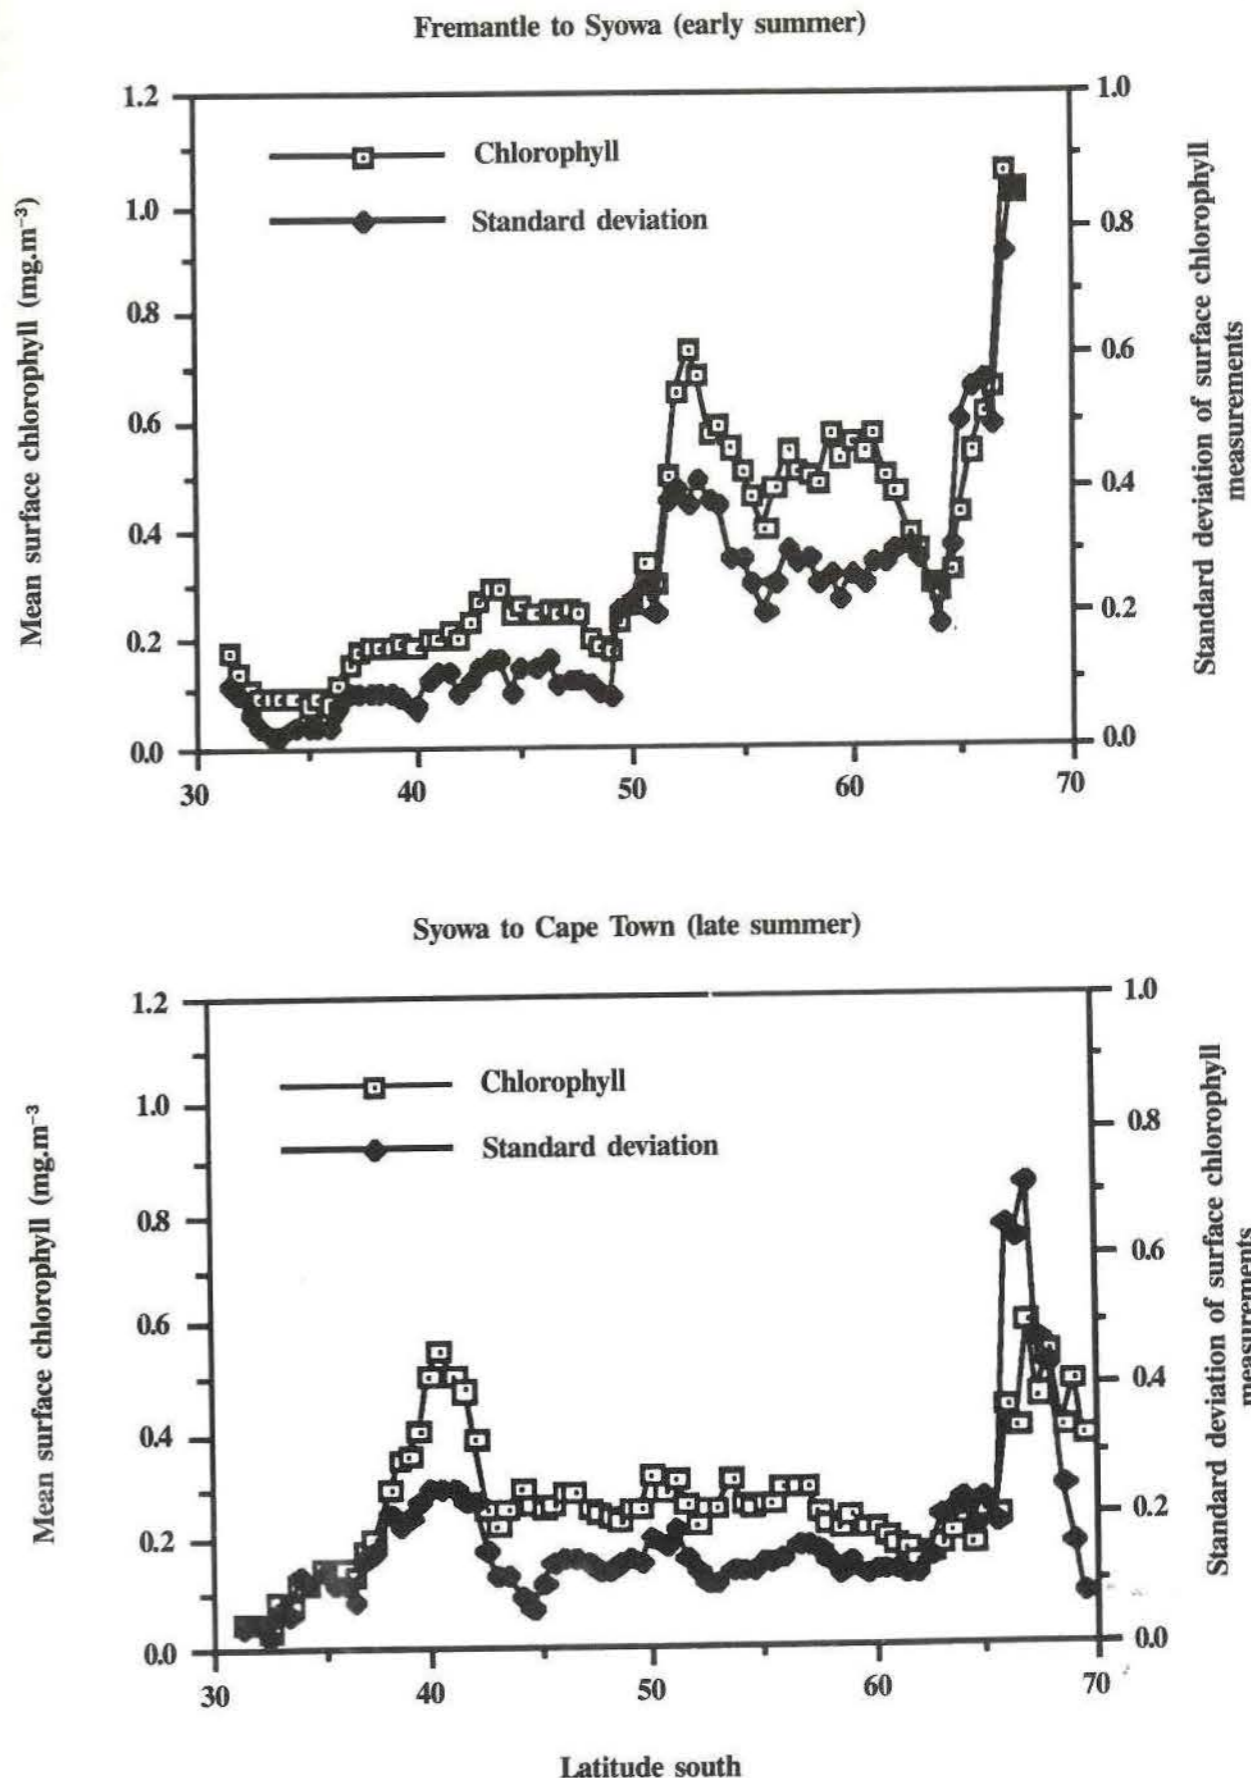 Fremantle to Syowa (early summer)
Mean surface chlorophyll (mg.m⁻³)
1.2
1.0
0.8
0.6
0.4
0.2
0.0
Chlorophyll
Standard deviation
1.0
0.8
0.6
0.4
0.2
0.0
Standard deviation of surface chlorophyll
measurements
30
40
50
60
70
Syowa to Cape Town (late summer)
Mean surface chlorophyll (mg.m⁻³
1.2
1.0
0.8
0.6
0.4
0.2
0.0
Chlorophyll
Standard deviation
1.0
0.8
0.6
0.4
0.2
0.0
Standard deviation of surface chlorophyll
measurements
30
40
50
60
70
Latitude south